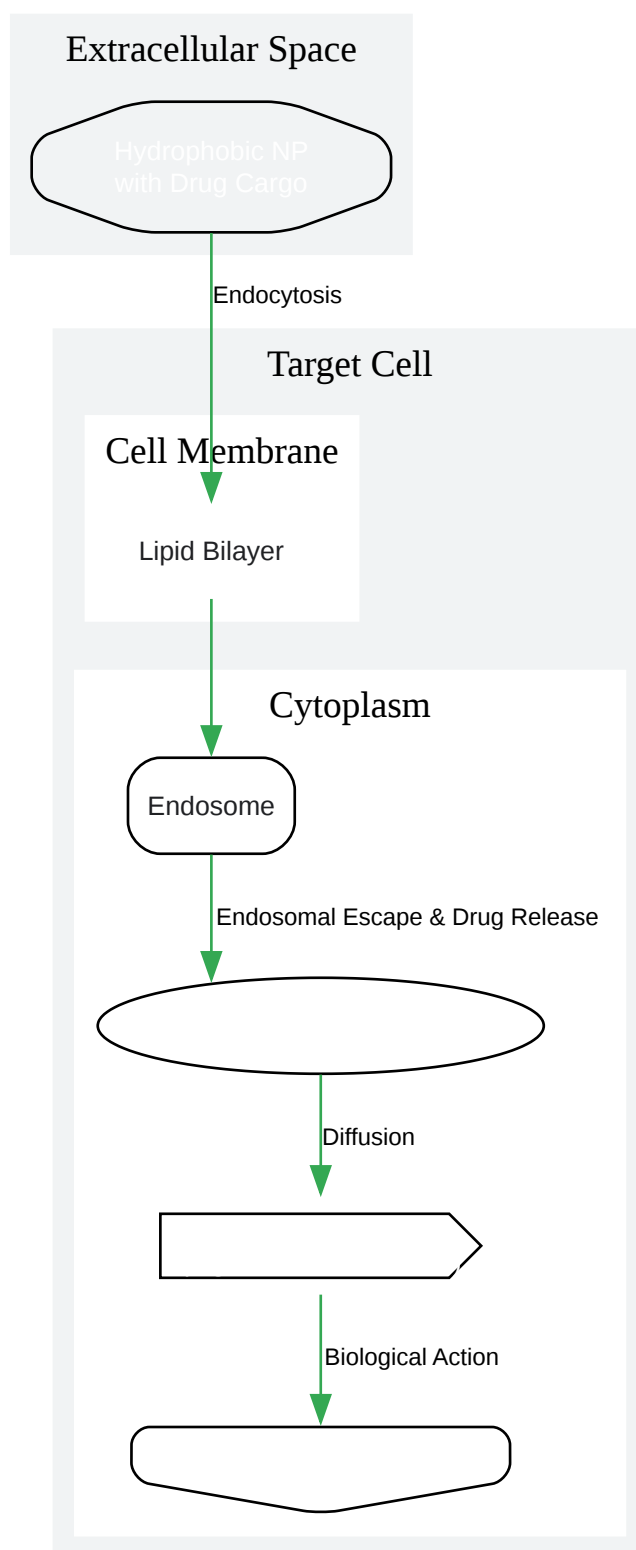 Extracellular Space
Hydrophobic NP
with Drug Cargo
Endocytosis
Target Cell
Cell Membrane
Lipid Bilayer
Cytoplasm
Endosome
Endosomal Escape & Drug Release
Diffusion
Biological Action